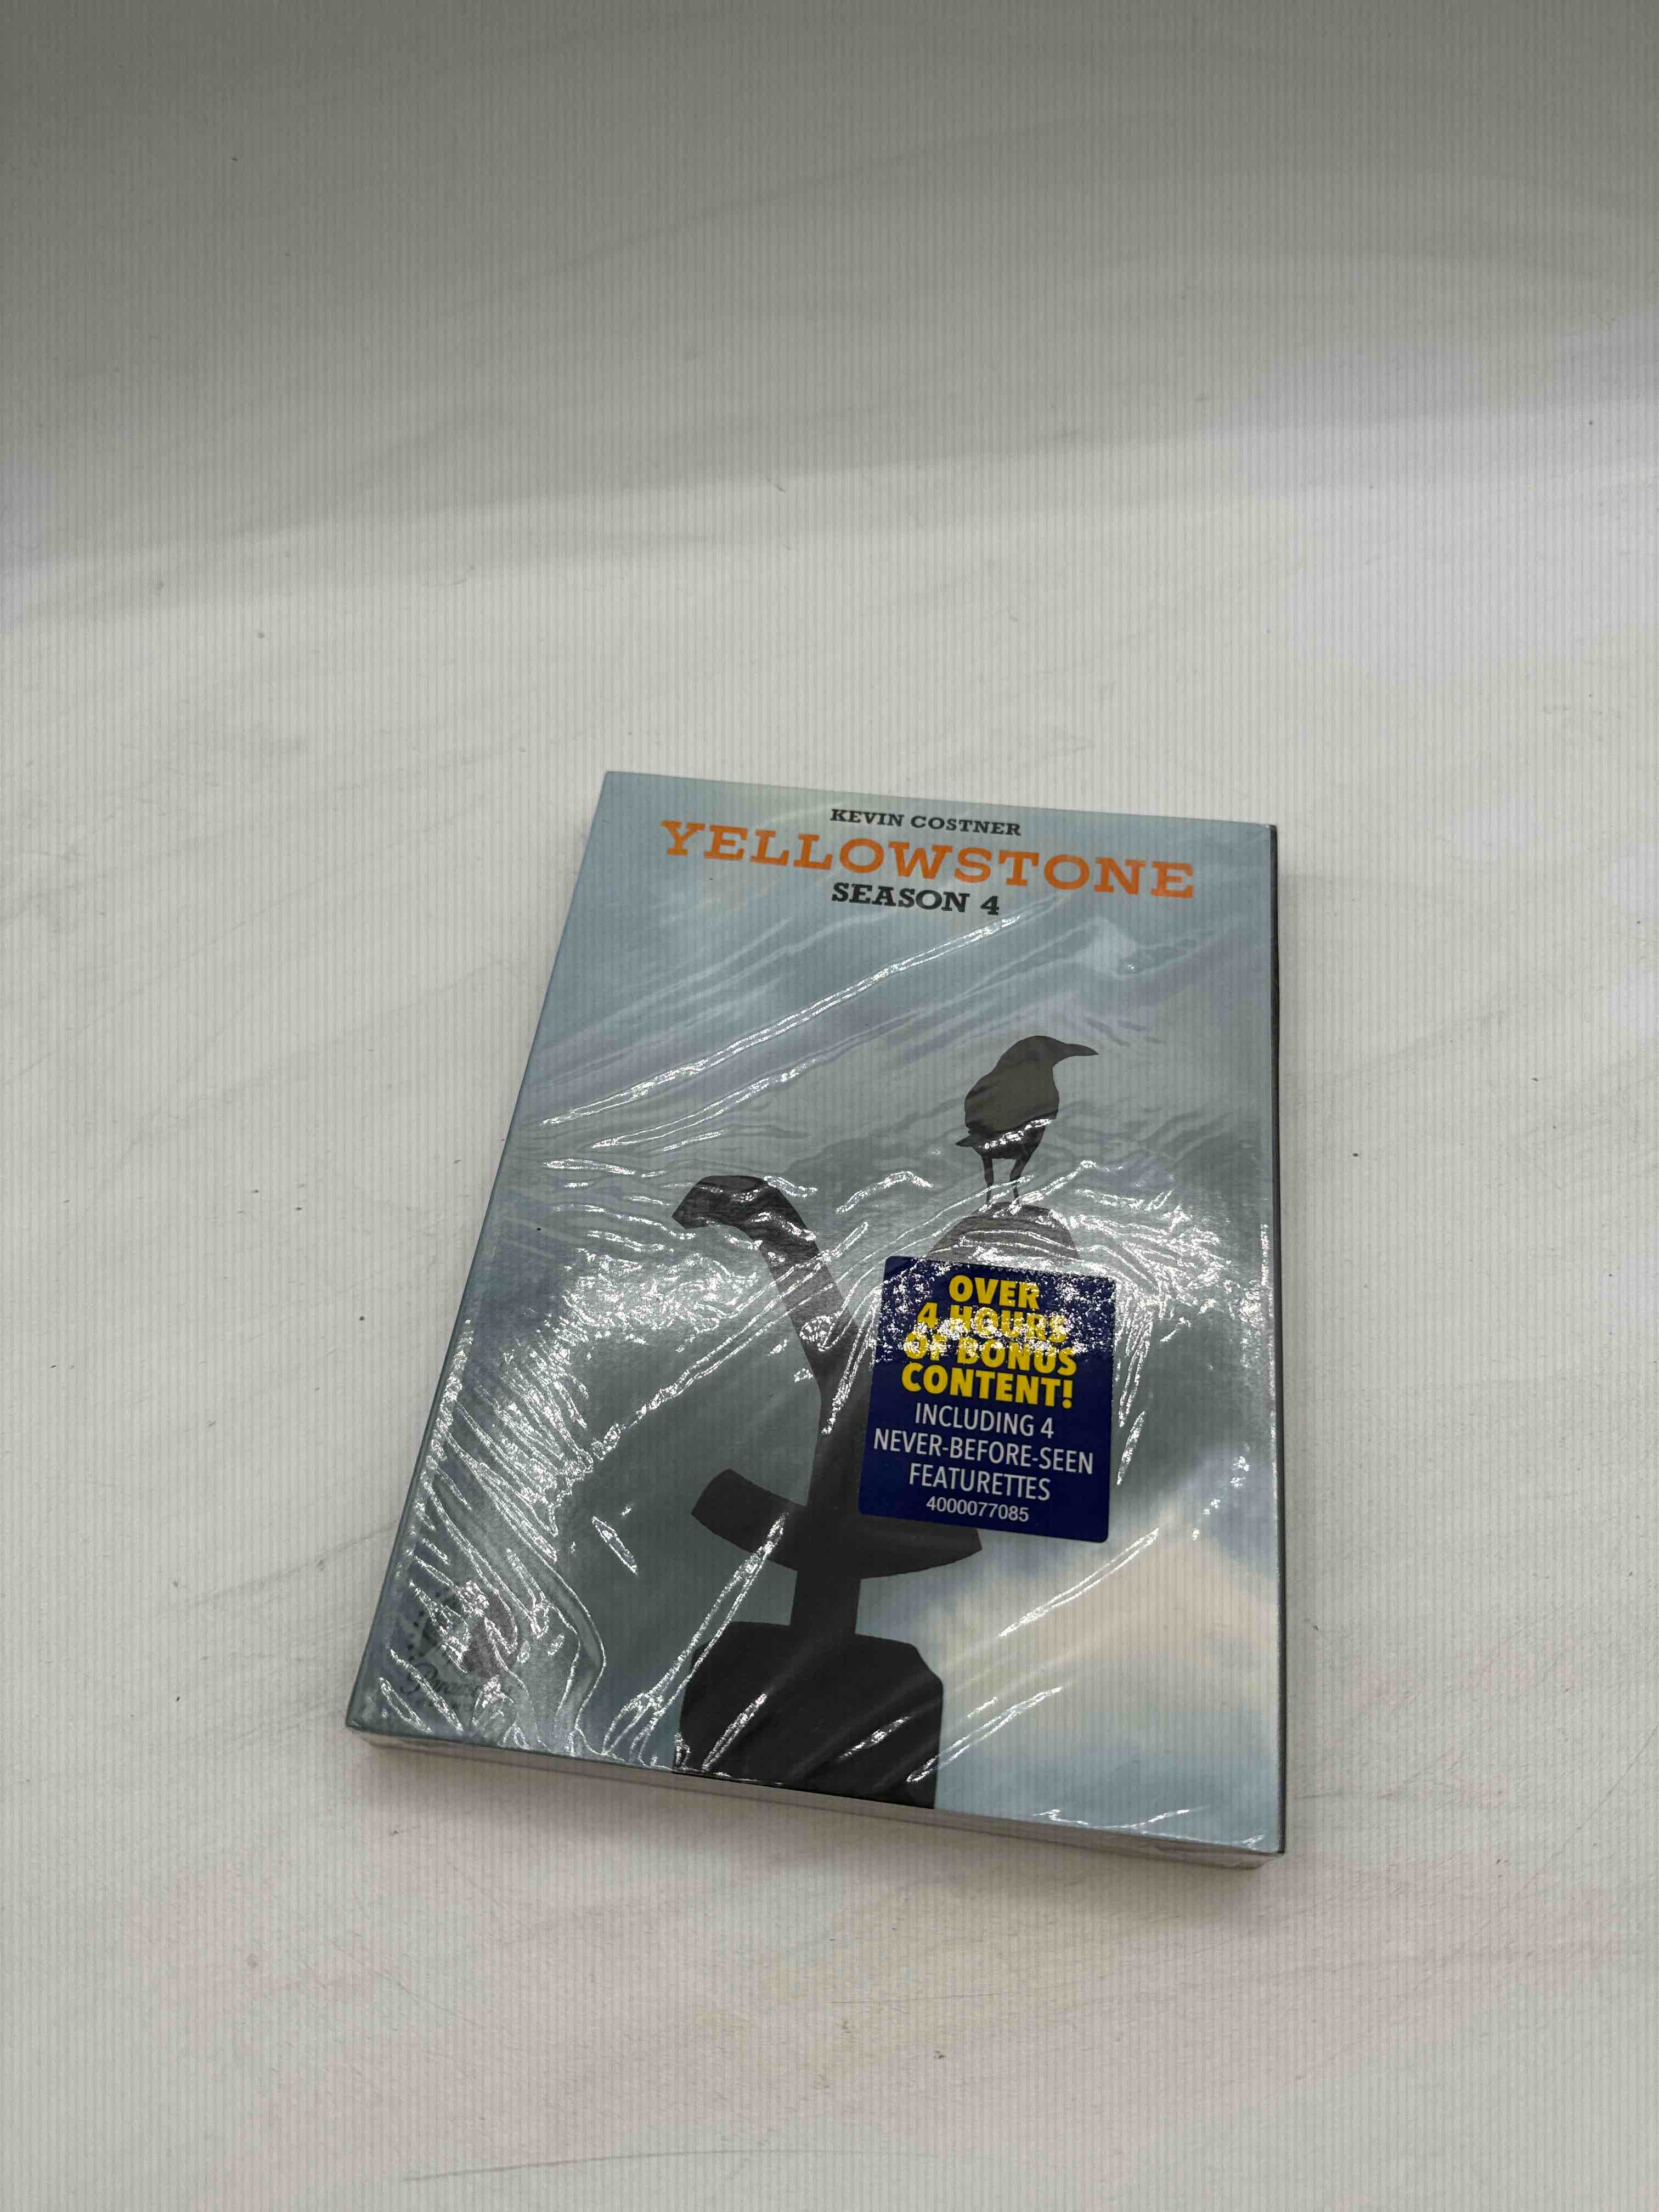 KEVIN COSTNER
YELLOWSTONE
SEASON 4
OVER
4 HOURS
OF BONUS
CONTENT!
INCLUDING 4
NEVER-BEFORE-SEEN
FEATURETTES
4000077085